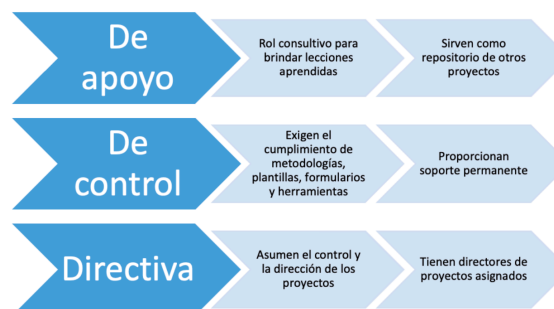 De
apoyo
Rol consultivo para
brindar lecciones
aprendidas
Sirven como
repositorio de otros
proyectos
De
control
Exigen el
cumplimiento de
metodologías,
plantillas, formularios
y herramientas
Proporcionan
soporte permanente
Directiva
Asumen el control y
la dirección de los
proyectos
Tienen directores de
proyectos asignados